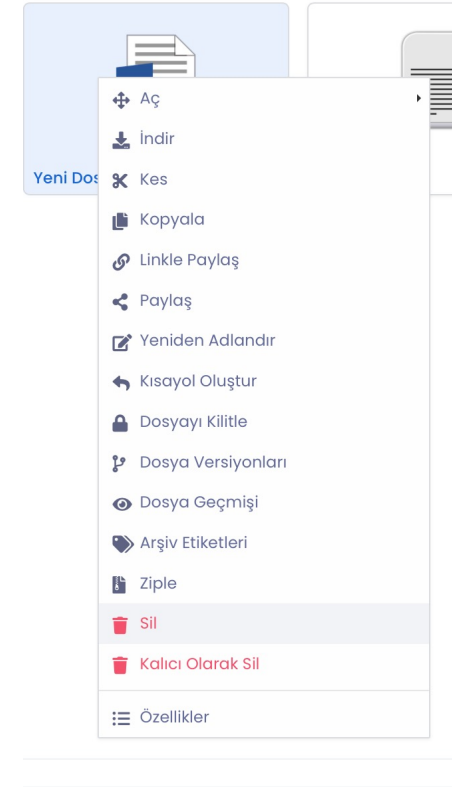 Aç
İndir
Yeni Dos
Kes
Kopyala
Linkle Paylaş
Paylaş
Yeniden Adlandır
Kısayol Oluştur
Dosyayı Kilitle
Dosya Versiyonları
Dosya Geçmişi
Arşiv Etiketleri
Ziple
Sil
Kalıcı Olarak Sil
Özellikler